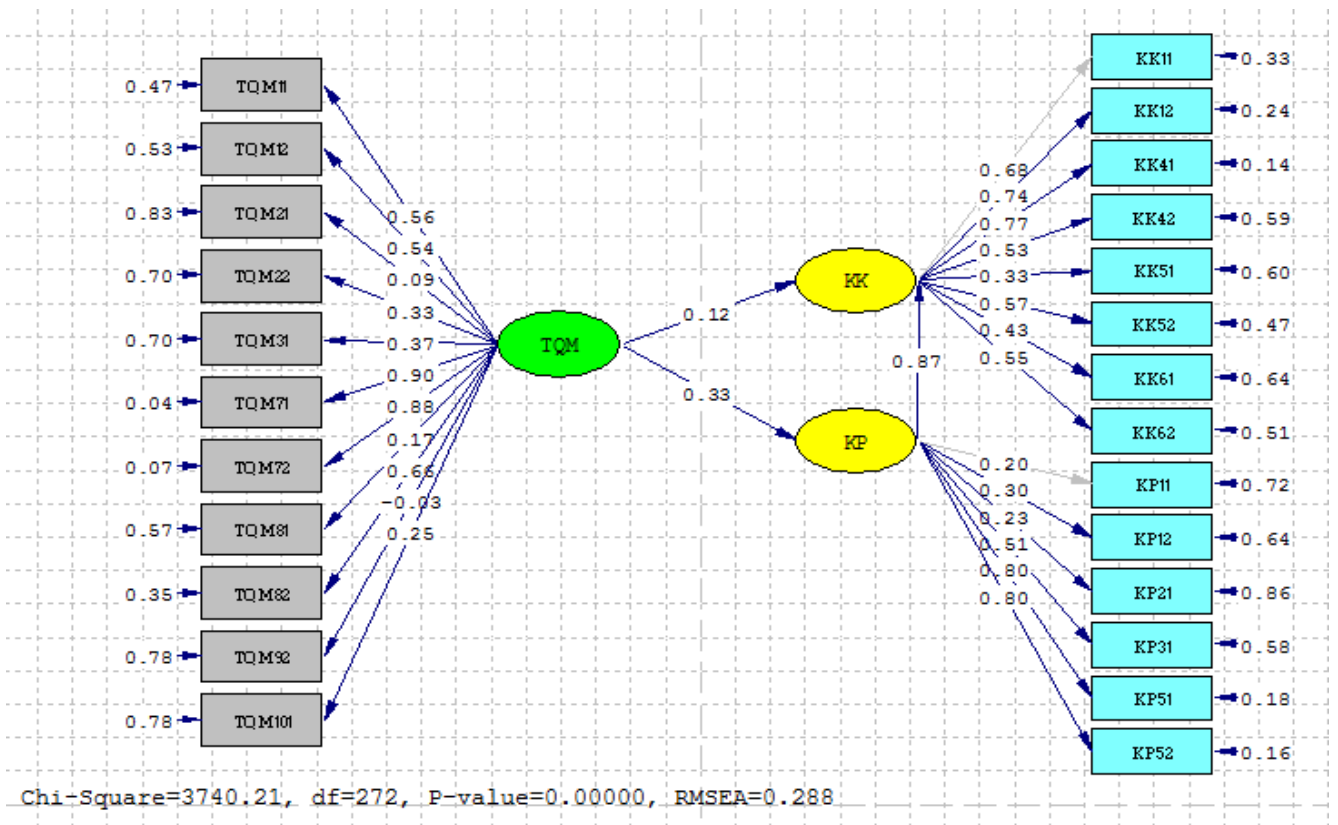 0.47 TQM11
0.53 TQM12
0.83 TQM21
0.70 TQM22
0.70 TQM31
0.04 TQM71
0.07 TQM72
0.57 TQM81
0.35 TQM82
0.78 TQM92
0.78 TQM101
0.56
0.54
0.09
0.33
0.37
0.90
0.88
0.17
0.66
-0.03
0.25
TQM
0.12
0.33
KK
0.87
KP
0.68
0.74
0.77
0.53
0.33
0.57
0.43
0.55
0.20
0.30
0.23
0.51
0.80
0.80
KK11 0.33
KK12 0.24
KK41 0.14
KK42 0.59
KK51 0.60
KK52 0.47
KK61 0.64
KK62 0.51
KP11 0.72
KP12 0.64
KP21 0.86
KP31 0.58
KP51 0.18
KP52 0.16
Chi-Square=3740.21, df=272, P-value=0.00000, RMSEA=0.288